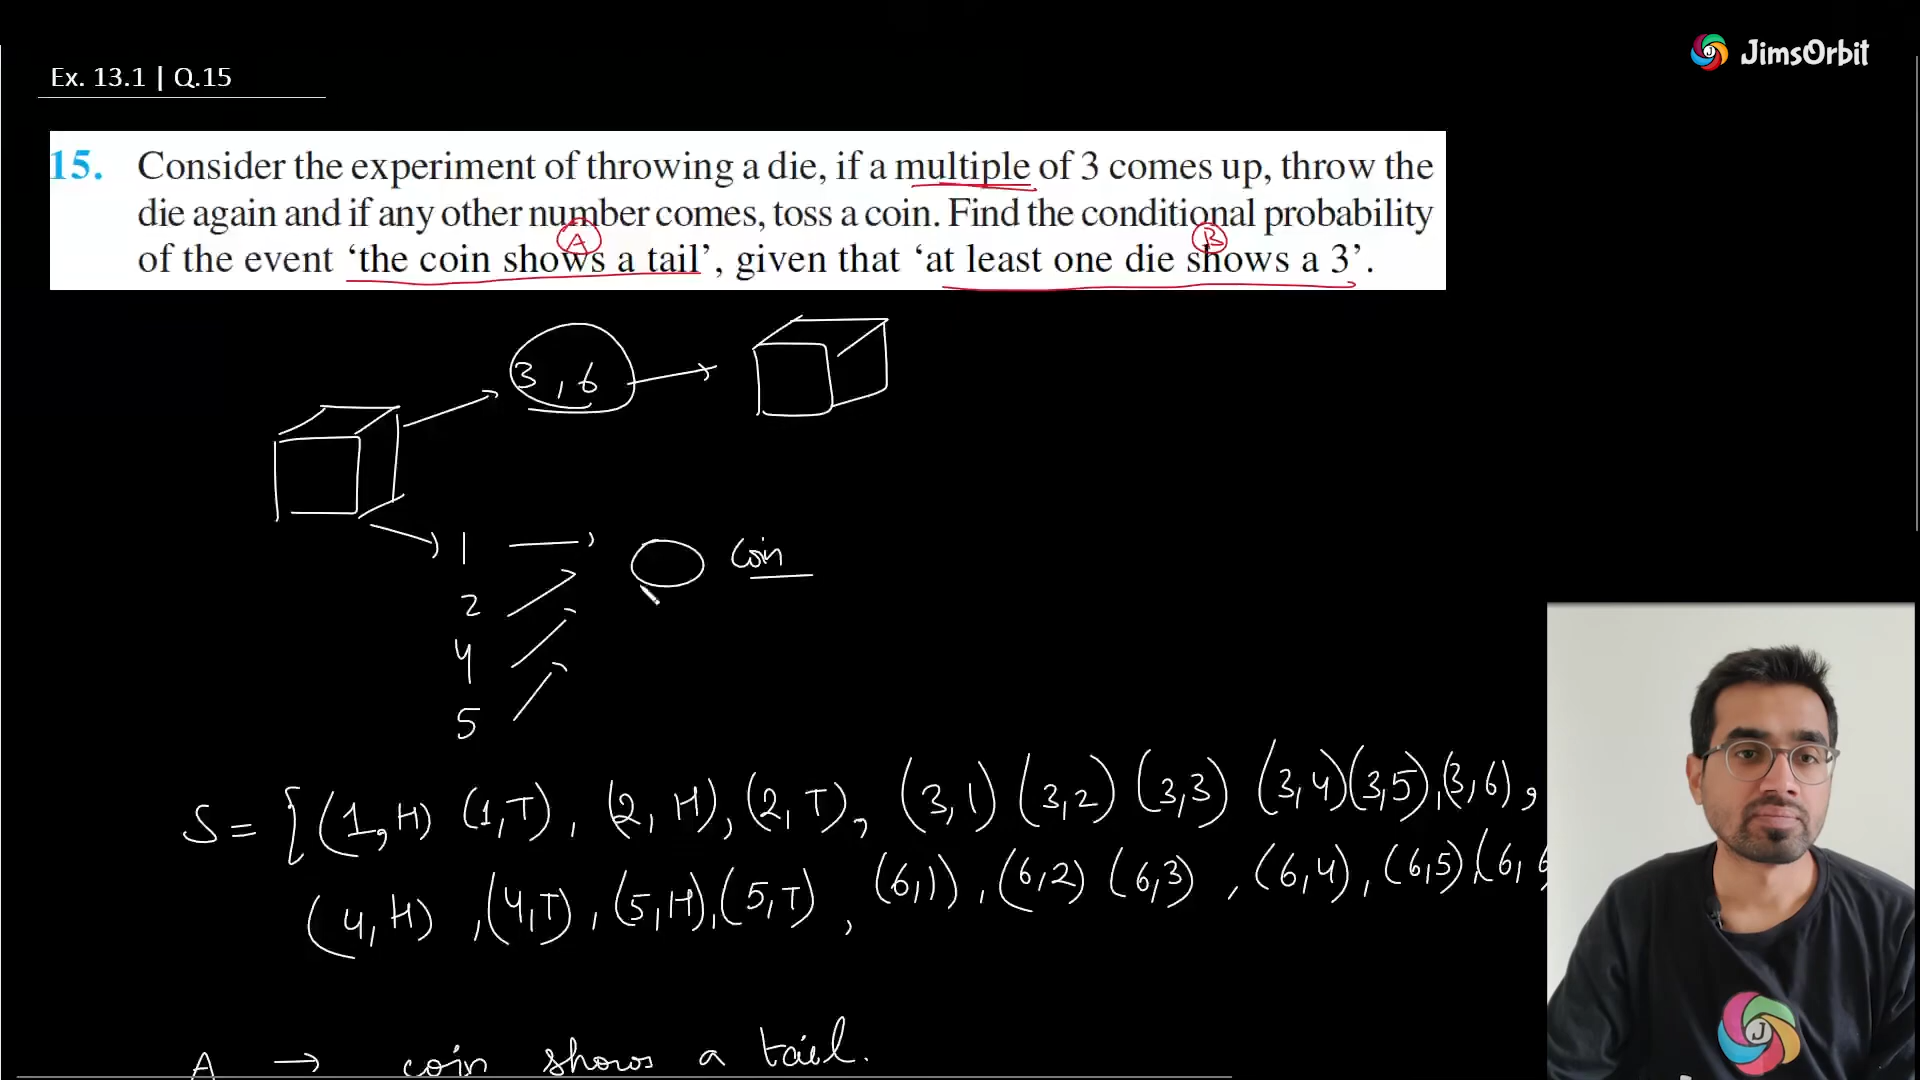 JimsOrbit
Ex. 13.1 | Q.15
15. Consider the experiment of throwing a die, if a multiple of 3 comes up, throw the
die again and if any other number comes, toss a coin. Find the conditional probability
A B
of the event ‘the coin shows a tail’, given that ‘at least one die shows a 3’.
3, 6
1 Coin
2
4
5
S = { (1, H) (1, T), (2, H), (2, T), (3, 1) (3, 2) (3, 3) (3, 4) (3, 5), (3, 6),
(4, H), (4, T), (5, H), (5, T), (6, 1), (6, 2) (6, 3), (6, 4), (6, 5), (6, 6
A → coin shows a tail.
J